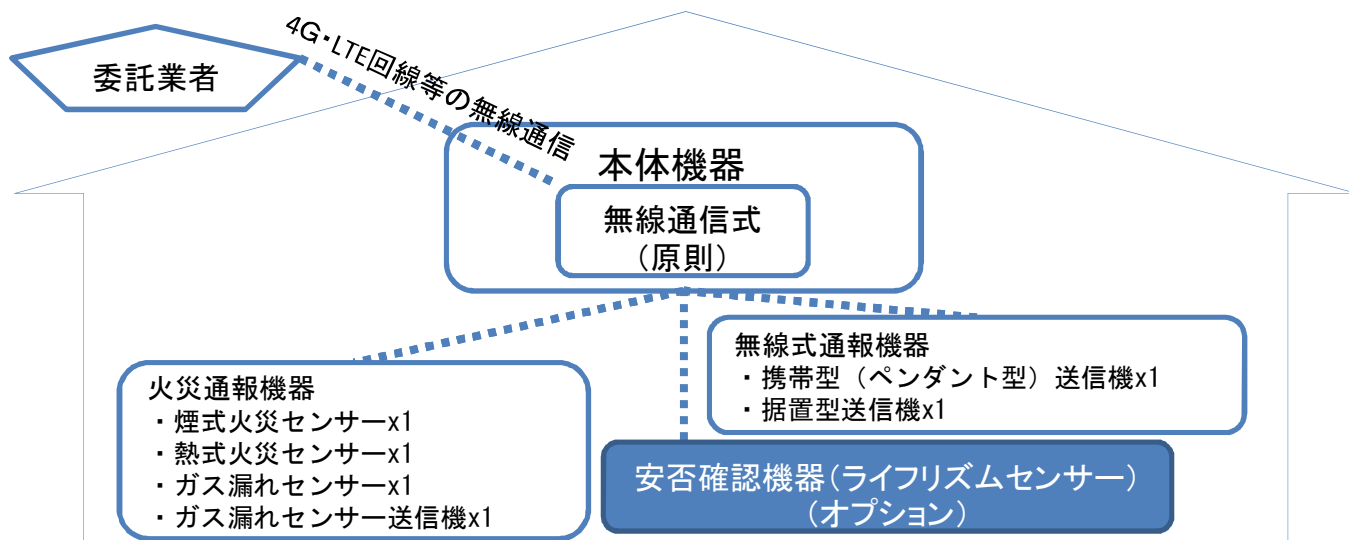 委託業者
4G・LTE回線等の無線通信
本体機器
無線通信式
（原則）
火災通報機器
・煙式火災センサーx1
・熱式火災センサーx1
・ガス漏れセンサーx1
・ガス漏れセンサー送信機x1
無線式通報機器
・携帯型（ペンダント型）送信機x1
・据置型送信機x1
安否確認機器（ライフリズムセンサー）
（オプション）